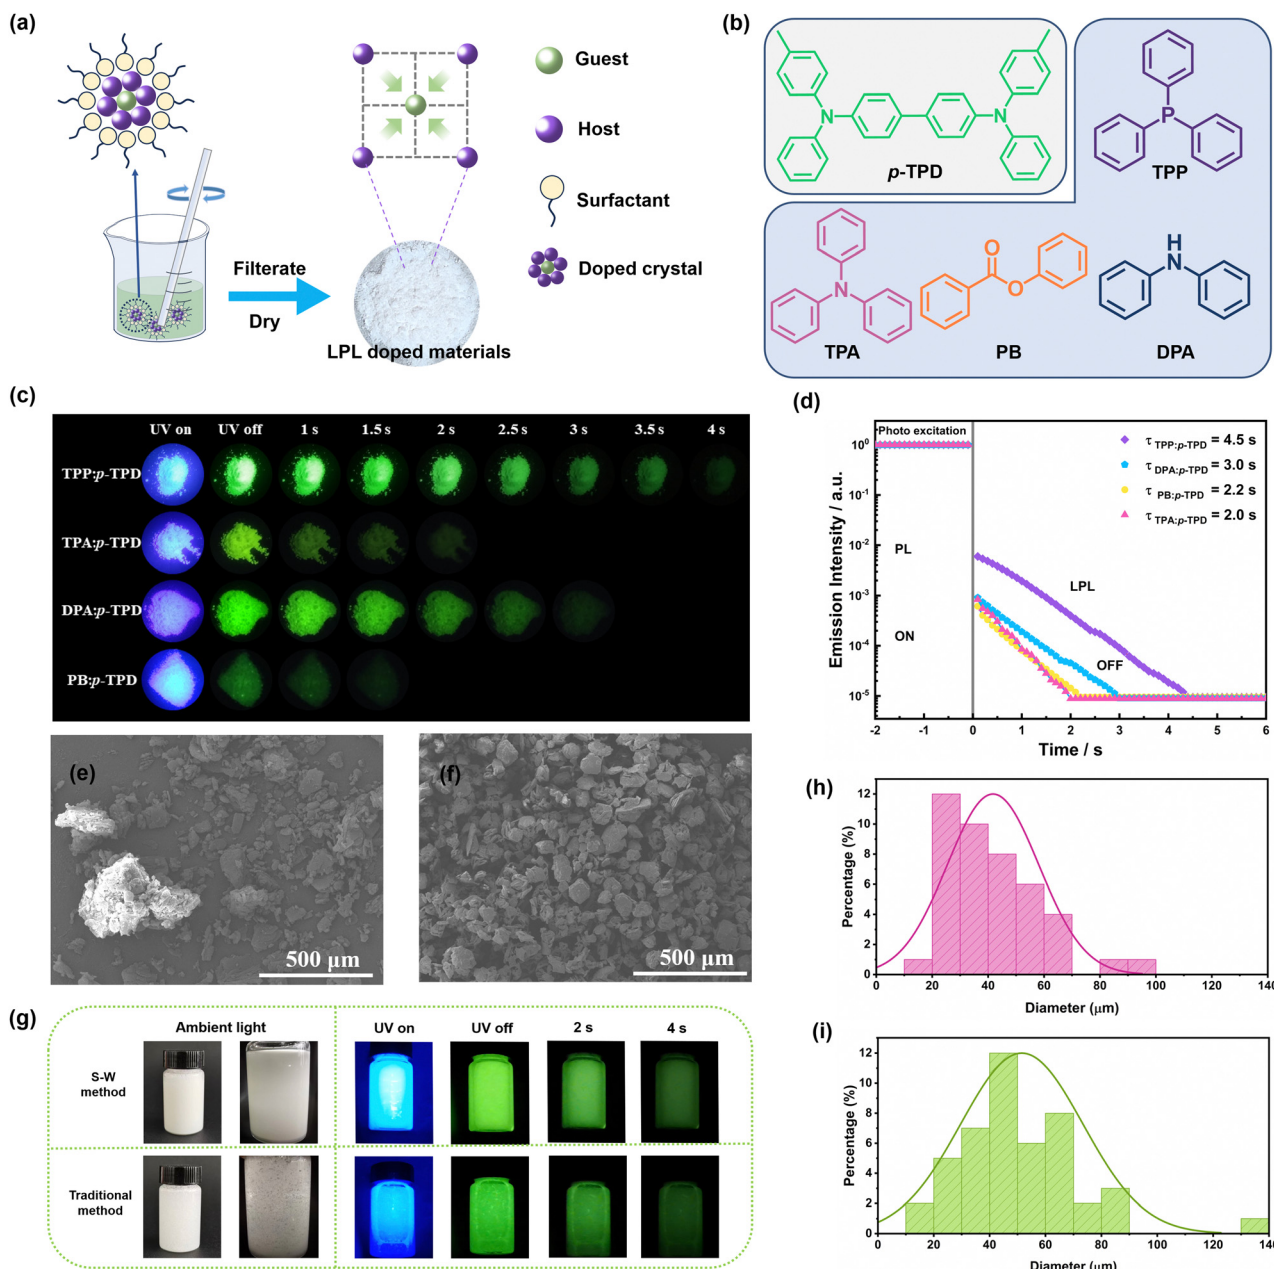 (a)
Guest
Host
Surfactant
Doped crystal
Filterate
Dry
LPL doped materials
(b)
p-TPD
N
N
P
TPP
N
TPA
O
O
PB
H
N
DPA
(c)
UV on UV off 1 s 1.5 s 2 s 2.5 s 3 s 3.5 s 4 s
TPP:p-TPD
TPA:p-TPD
DPA:p-TPD
PB:p-TPD
(d)
Photo excitation
τ TPP:p-TPD = 4.5 s
τ DPA:p-TPD = 3.0 s
τ PB:p-TPD = 2.2 s
τ TPA:p-TPD = 2.0 s
PL
LPL
ON
OFF
Emission Intensity / a.u.
10⁰
10⁻¹
10⁻²
10⁻³
10⁻⁴
10⁻⁵
-2 -1 0 1 2 3 4 5 6
Time / s
(e)
500 μm
(f)
500 μm
(g)
Ambient light UV on UV off 2 s 4 s
S-W
method
Traditional
method
(h)
Percentage (%)
12
10
8
6
4
2
0
0 20 40 60 80 100 120 140
Diameter (μm)
(i)
Percentage (%)
12
10
8
6
4
2
0
0 20 40 60 80 100 120 140
Diameter (μm)